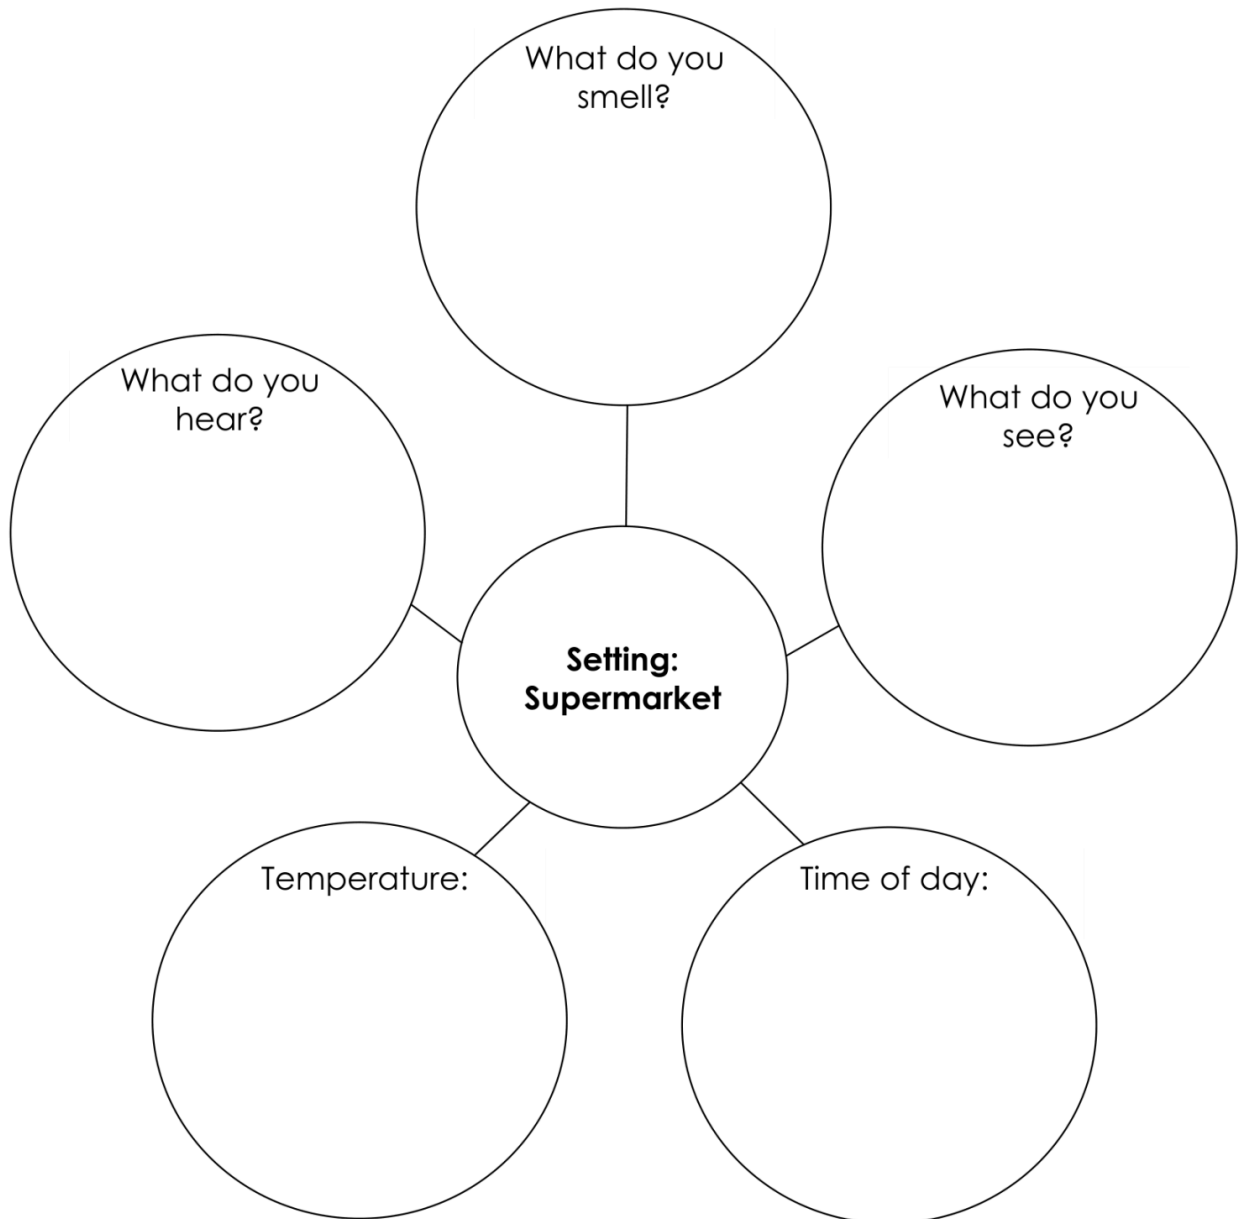 What do you
smell?
What do you
hear?
What do you
see?
Setting:
Supermarket
Temperature:
Time of day: